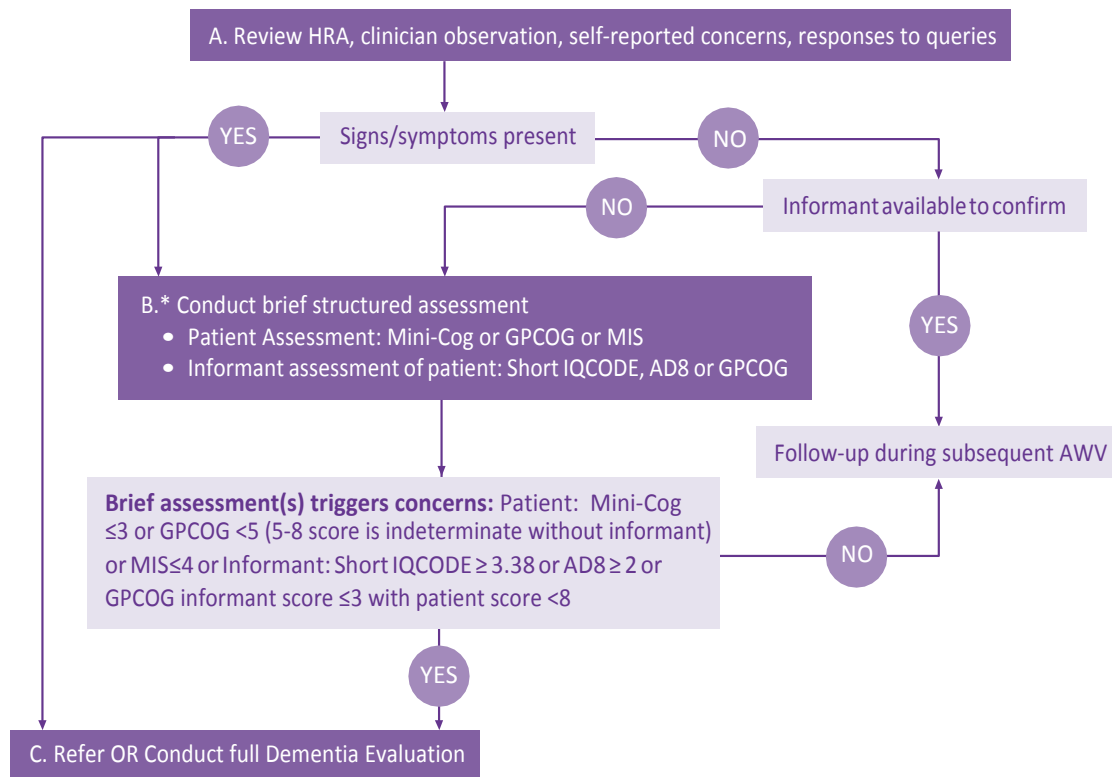 A. Review HRA, clinician observation, self-reported concerns, responses to queries
YES
Signs/symptoms present
NO
NO
Informant available to confirm
B.* Conduct brief structured assessment
• Patient Assessment: Mini-Cog or GPCOG or MIS
• Informant assessment of patient: Short IQCODE, AD8 or GPCOG
YES
Follow-up during subsequent AWV
Brief assessment(s) triggers concerns: Patient: Mini-Cog
≤3 or GPCOG <5 (5-8 score is indeterminate without informant)
or MIS≤4 or Informant: Short IQCODE ≥ 3.38 or AD8 ≥ 2 or
GPCOG informant score ≤3 with patient score <8
NO
YES
C. Refer OR Conduct full Dementia Evaluation